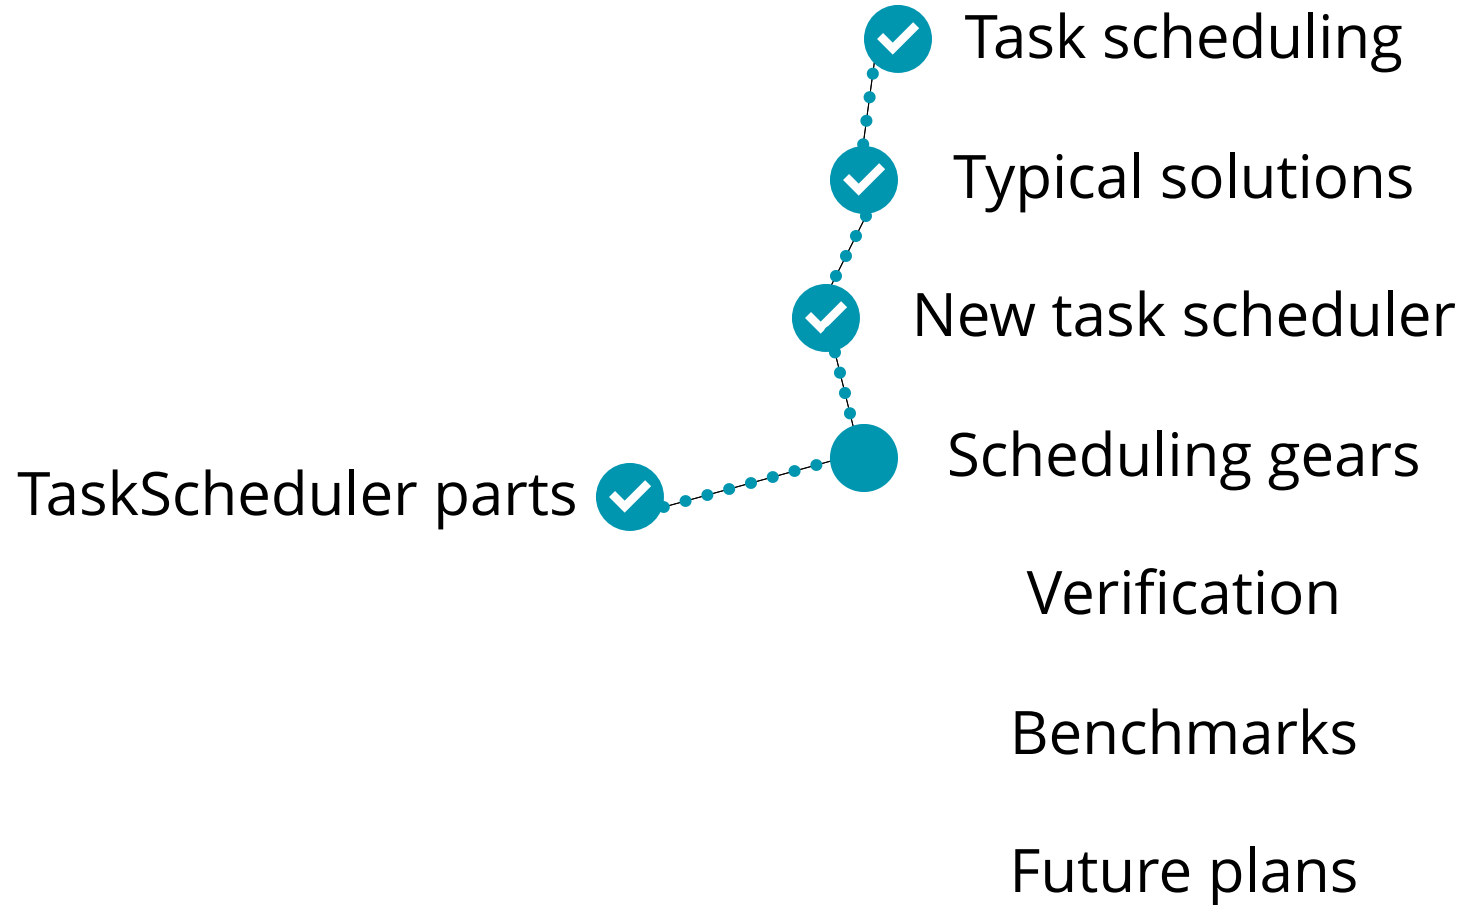 Task scheduling
Typical solutions
New task scheduler
Scheduling gears
TaskScheduler parts
Verification
Benchmarks
Future plans